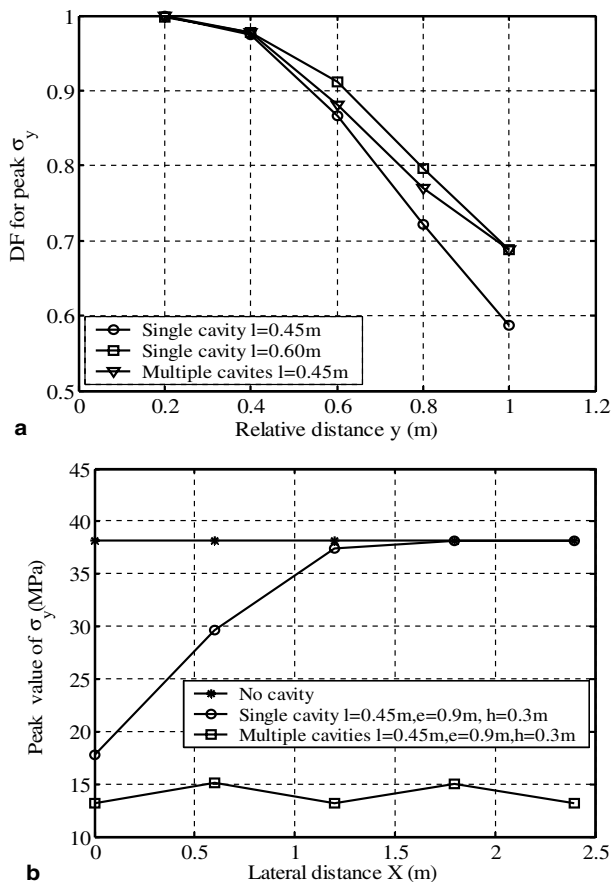 1
0.9
0.8
0.7
0.6
0.5
DF for peak σ_y
Single cavity l=0.45m
Single cavity l=0.60m
Multiple cavites l=0.45m
0 0.2 0.4 0.6 0.8 1 1.2
Relative distance y (m)
a
45
40
35
30
25
20
15
10
Peak value of σ_y(MPa)
No cavity
Single cavity l=0.45m,e=0.9m, h=0.3m
Multiple cavities l=0.45m,e=0.9m,h=0.3m
0 0.5 1 1.5 2 2.5
Lateral distance X (m)
b